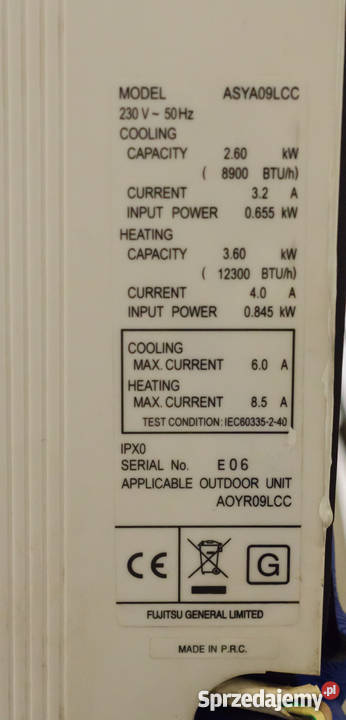 MODEL ASYA09LCC
230 V ~ 50Hz
COOLING
CAPACITY 2.60 kW
( 8900 BTU/h)
CURRENT 3.2 A
INPUT POWER 0.655 kW
HEATING
CAPACITY 3.60 kW
( 12300 BTU/h)
CURRENT 4.0 A
INPUT POWER 0.845 kW
COOLING
MAX. CURRENT 6.0 A
HEATING
MAX. CURRENT 8.5 A
TEST CONDITION: IEC60335-2-40
IPX0
SERIAL No. E 06
APPLICABLE OUTDOOR UNIT
AOYR09LCC
CE G
FUJITSU GENERAL LIMITED
MADE IN P.R.C.
Sprzedajemy.pl